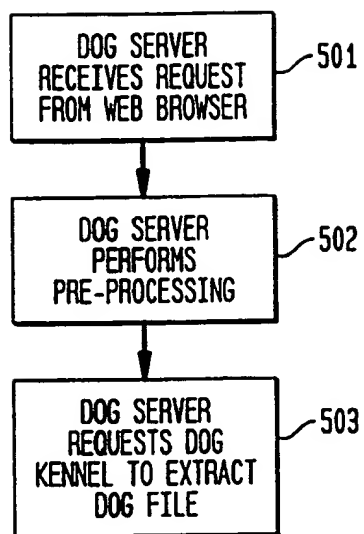 DOG SERVER
RECEIVES REQUEST
FROM WEB BROWSER
501
DOG SERVER
PERFORMS
PRE-PROCESSING
502
DOG SERVER
REQUESTS DOG
KENNEL TO EXTRACT
DOG FILE
503